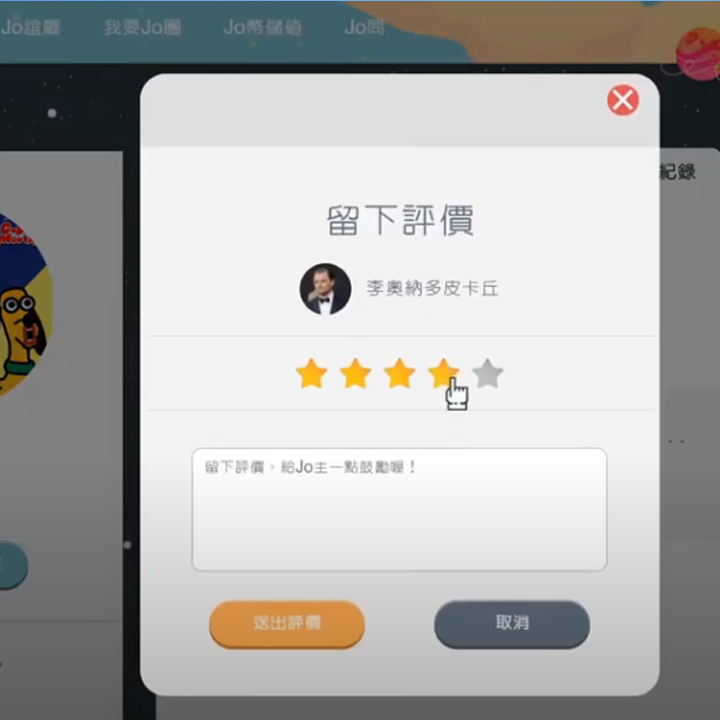 Jo誼廳 我要Jo團 Jo幣儲值 Jo問
紀錄
留下評價
李奧納多皮卡丘
留下評價，給Jo主一點鼓勵喔！
送出評價 取消